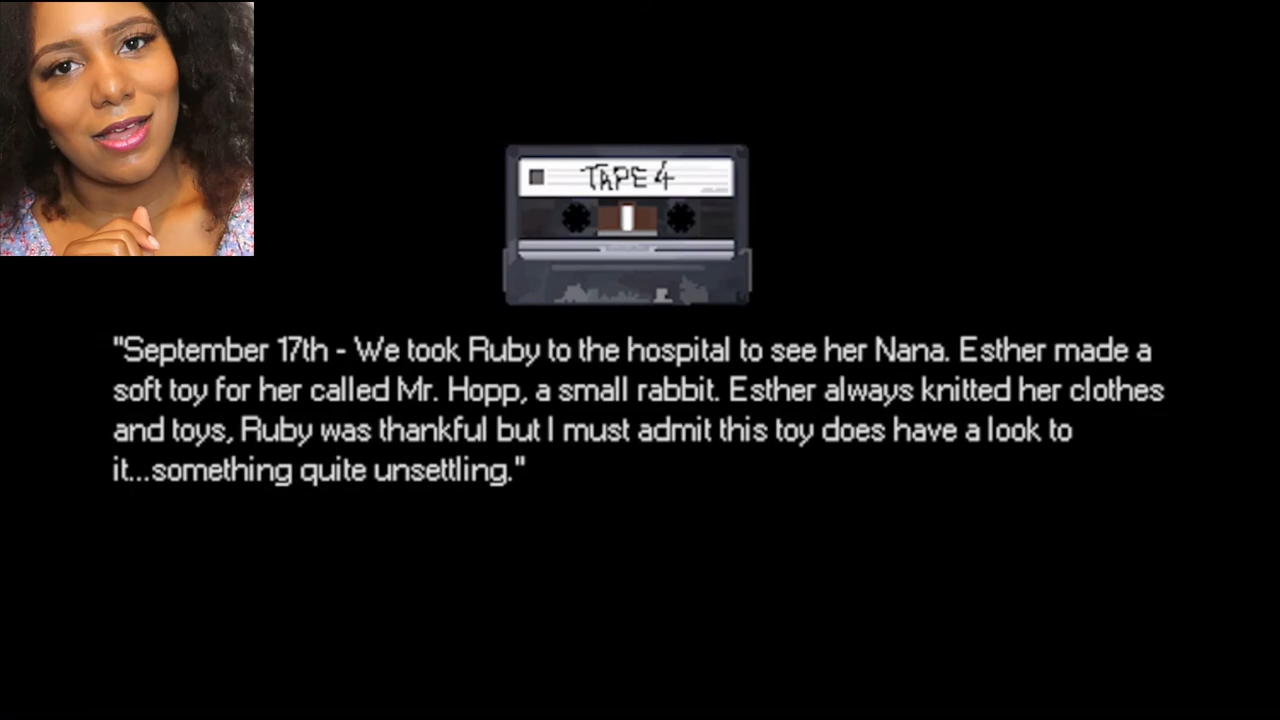 TAPE 4
"September 17th - We took Ruby to the hospital to see her Nana. Esther made a
soft toy for her called Mr. Hopp, a small rabbit. Esther always knitted her clothes
and toys, Ruby was thankful but I must admit this toy does have a look to
it...something quite unsettling."